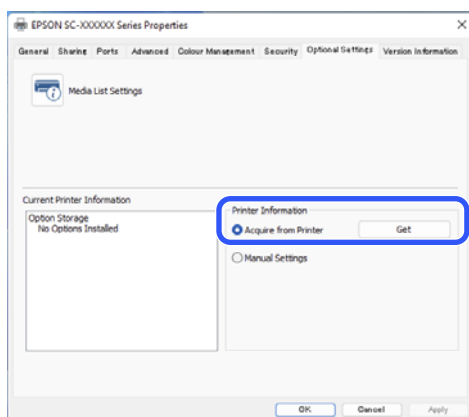 EPSON SC-XXXXXX Series Properties
General Sharing Ports Advanced Colour Management Security Optional Settings Version Information
Media List Settings
Current Printer Information
Option Storage
No Options Installed
Printer Information
Acquire from Printer Get
Manual Settings
OK Cancel Apply